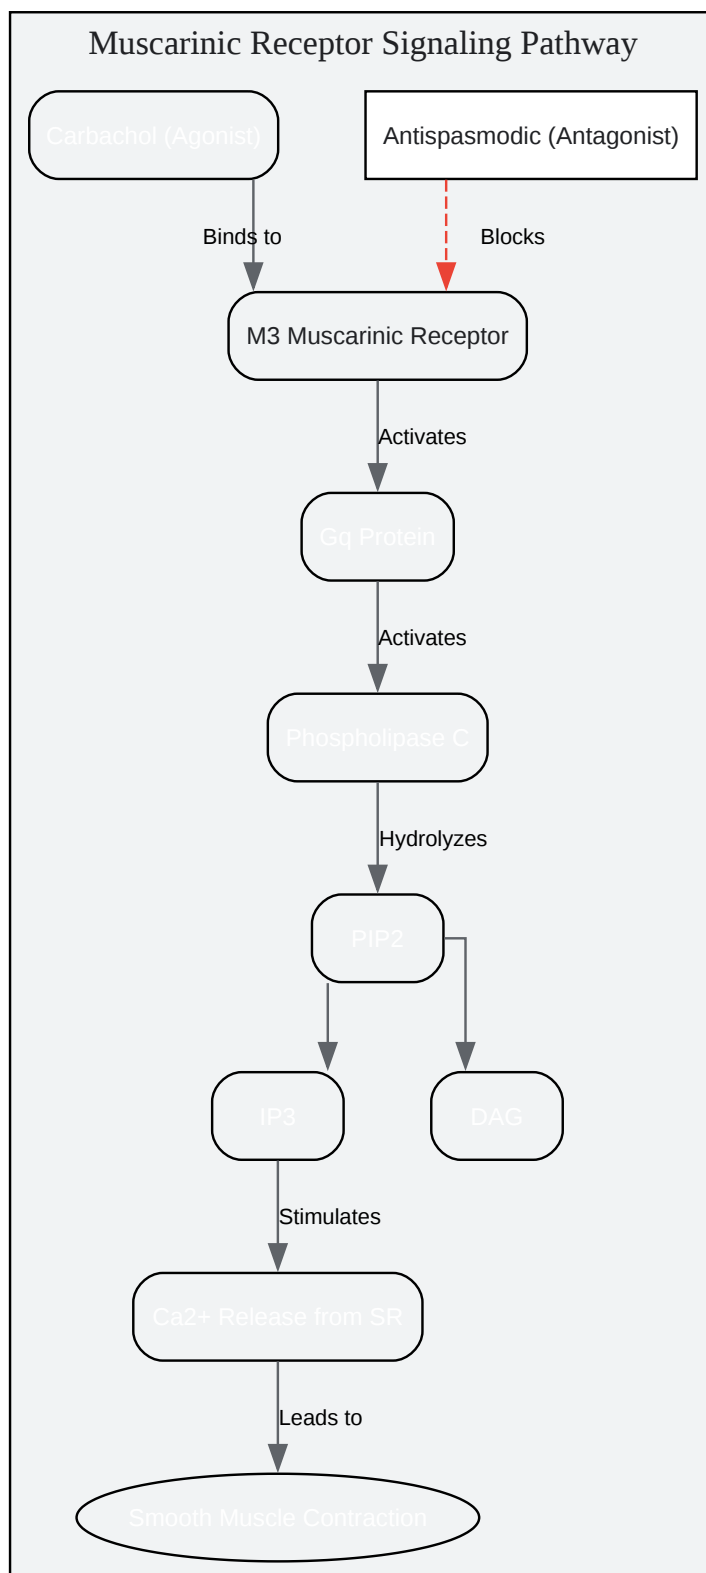 Muscarinic Receptor Signaling Pathway
Carbachol (Agonist)
Antispasmodic (Antagonist)
Binds to
Blocks
M3 Muscarinic Receptor
Activates
Gq Protein
Activates
Phospholipase C
Hydrolyzes
PIP2
IP3
DAG
Stimulates
Ca2+ Release from SR
Leads to
Smooth Muscle Contraction